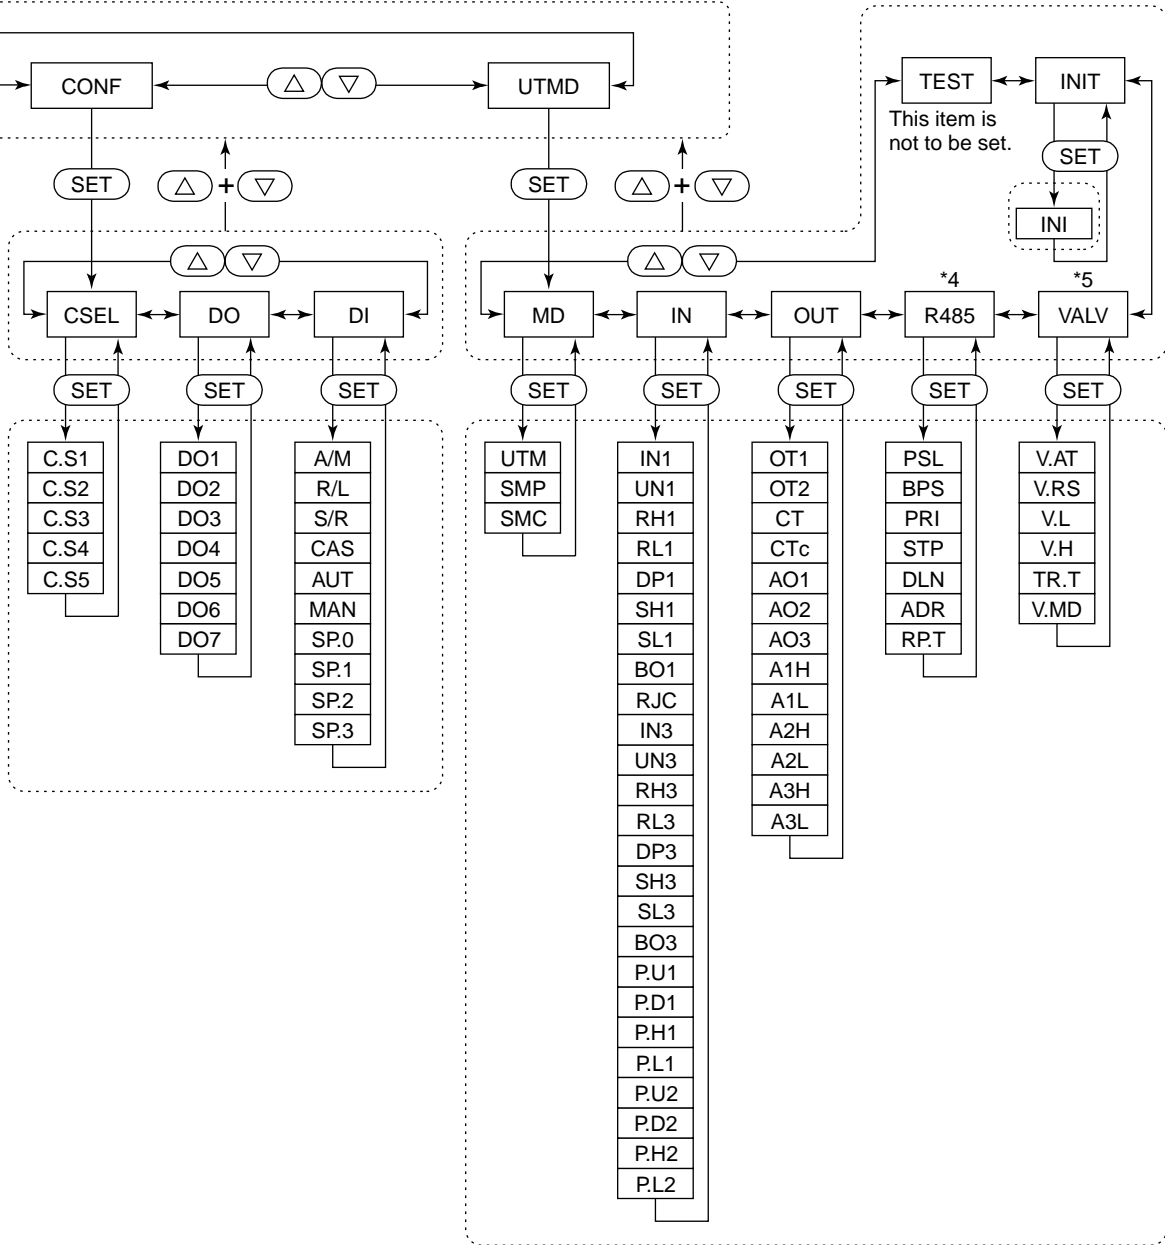 CONF
UTMD
TEST
INIT
This item is
not to be set.
SET
SET
+
SET
+
INI
*4
*5
CSEL
DO
DI
MD
IN
OUT
R485
VALV
SET
SET
SET
SET
SET
SET
SET
SET
C.S1
C.S2
C.S3
C.S4
C.S5
DO1
DO2
DO3
DO4
DO5
DO6
DO7
A/M
R/L
S/R
CAS
AUT
MAN
SP.0
SP.1
SP.2
SP.3
UTM
SMP
SMC
IN1
UN1
RH1
RL1
DP1
SH1
SL1
BO1
RJC
IN3
UN3
RH3
RL3
DP3
SH3
SL3
BO3
P.U1
P.D1
P.H1
P.L1
P.U2
P.D2
P.H2
P.L2
OT1
OT2
CT
CTc
AO1
AO2
AO3
A1H
A1L
A2H
A2L
A3H
A3L
PSL
BPS
PRI
STP
DLN
ADR
RP.T
V.AT
V.RS
V.L
V.H
TR.T
V.MD